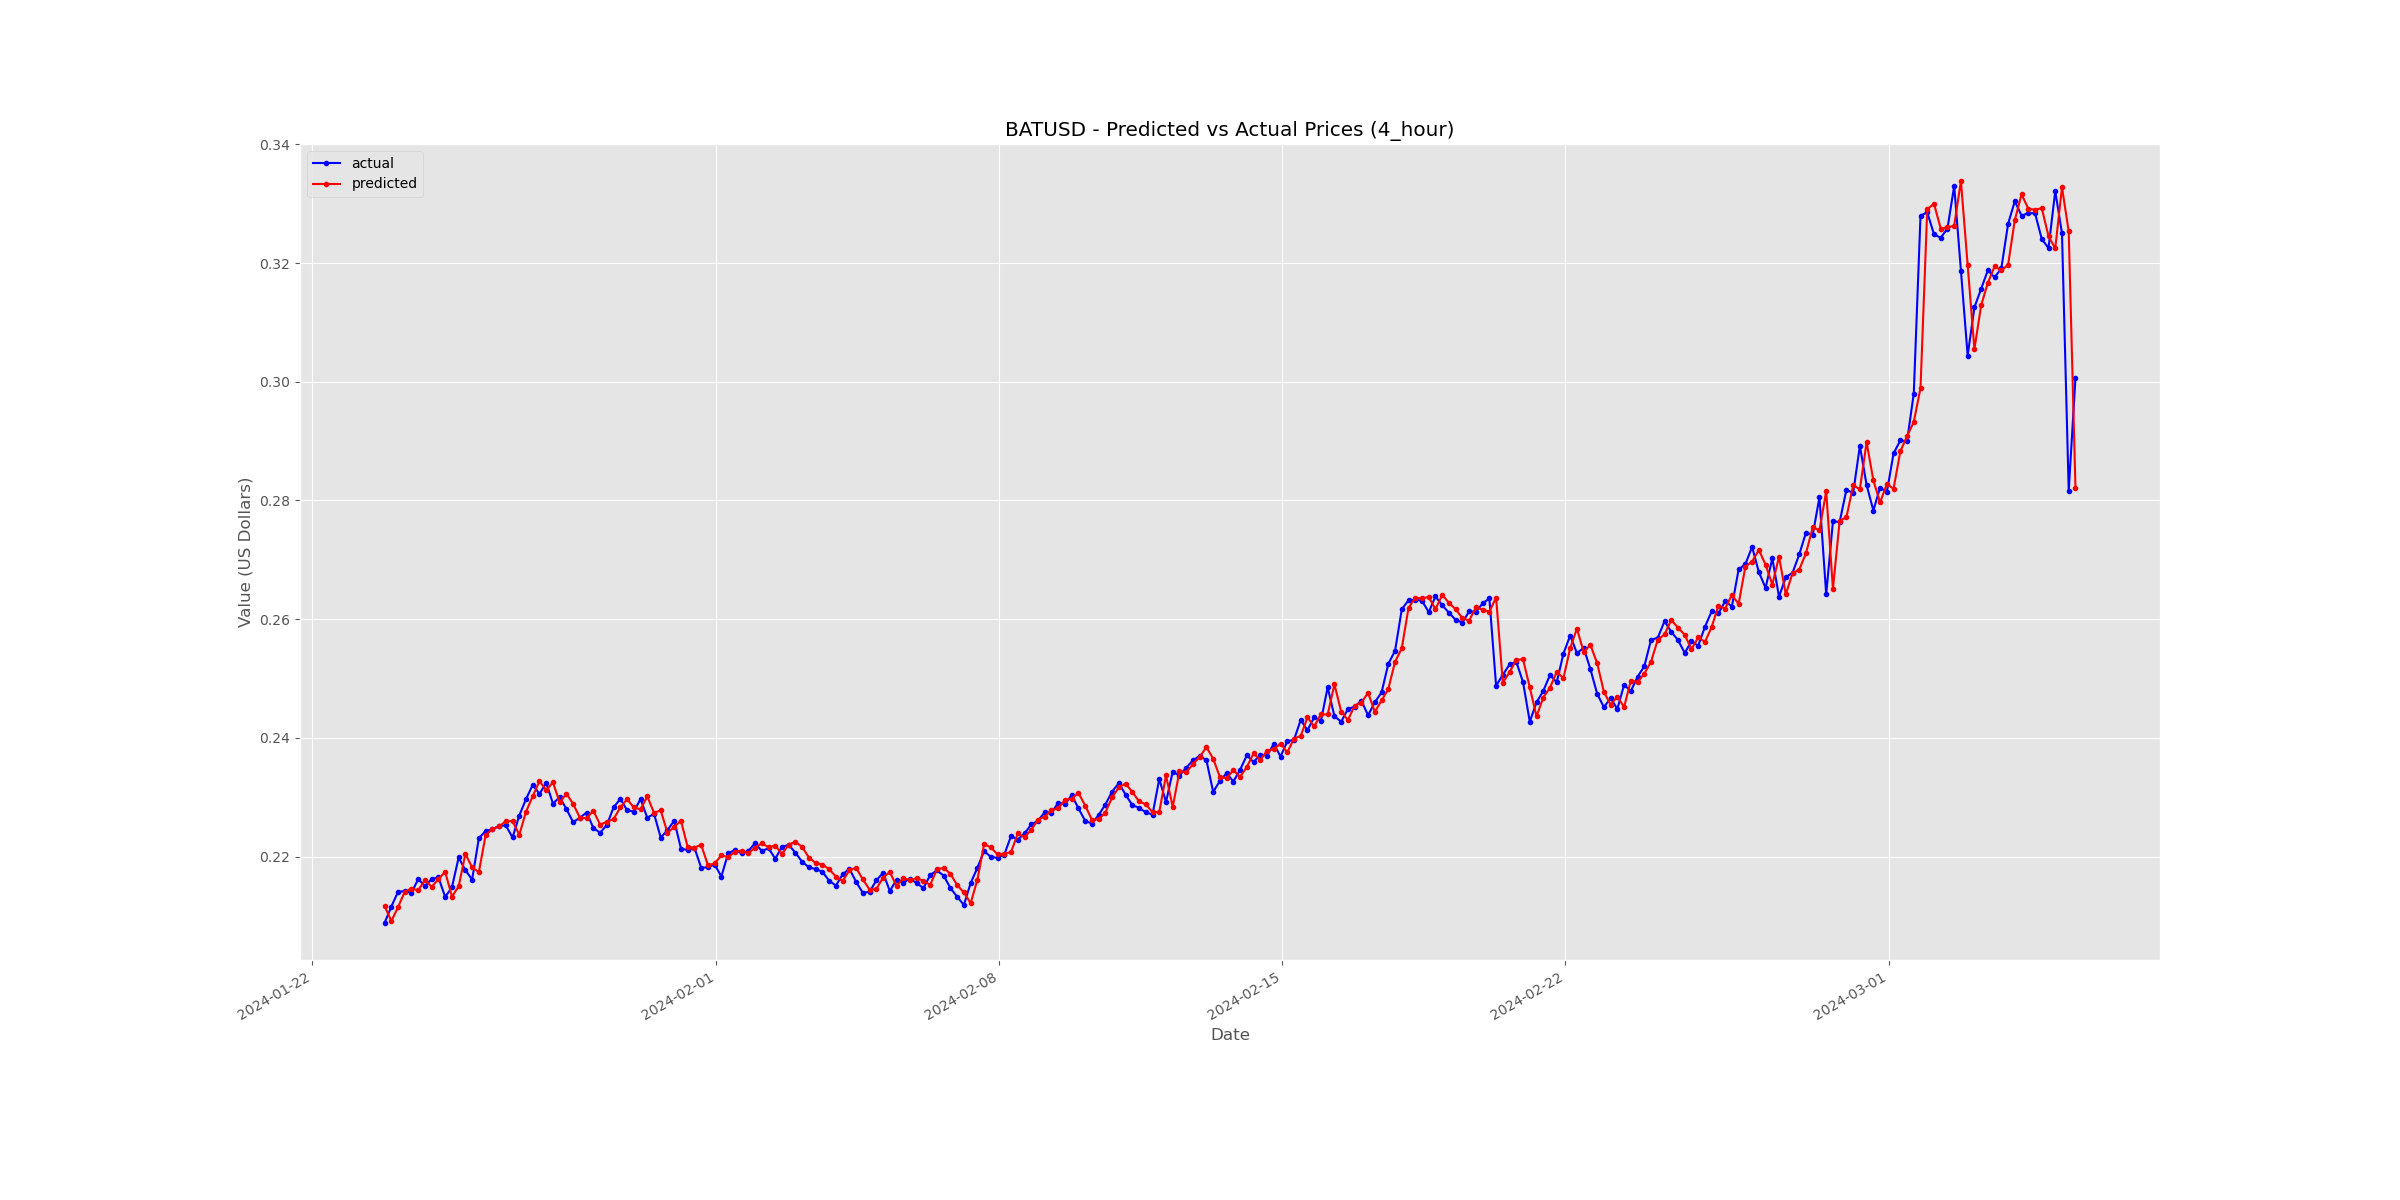 BATUSD - Predicted vs Actual Prices (4_hour)
actual
predicted
0.34
0.32
0.30
0.28
0.26
0.24
0.22
Value (US Dollars)
2024-01-22
2024-02-01
2024-02-08
2024-02-15
2024-02-22
2024-03-01
Date